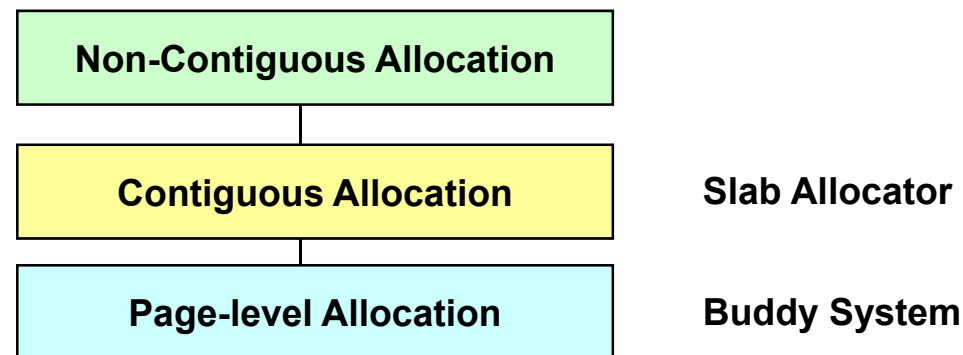 Non-Contiguous Allocation
Contiguous Allocation
Slab Allocator
Page-level Allocation
Buddy System